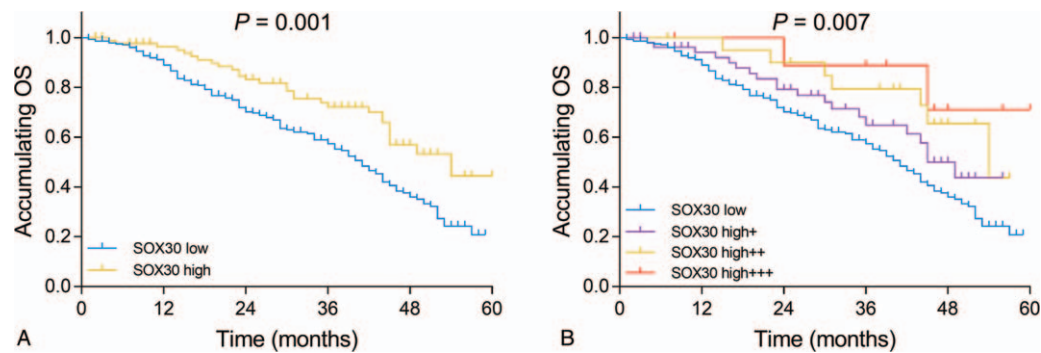 P = 0.001
Accumulating OS
1.0
0.8
0.6
0.4
0.2
0.0
SOX30 low
SOX30 high
0 12 24 36 48 60
Time (months)
A
P = 0.007
Accumulating OS
1.0
0.8
0.6
0.4
0.2
0.0
SOX30 low
SOX30 high+
SOX30 high++
SOX30 high+++
0 12 24 36 48 60
Time (months)
B